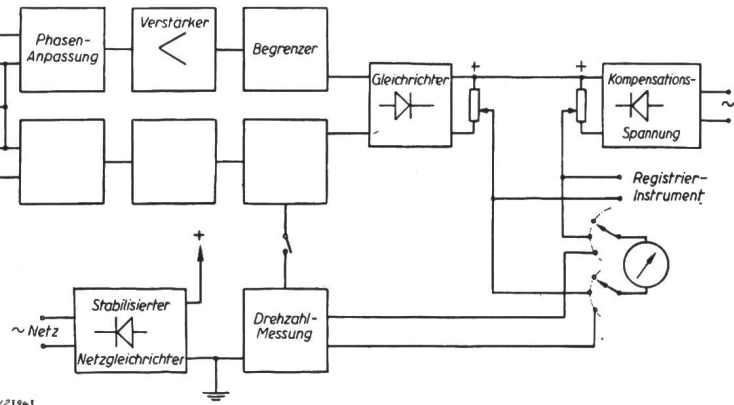 Phasen-
Anpassung
Verstärker
Begrenzer
Gleichrichter
+
+
Kompensations-
Spannung
~
Registrier-
Instrument
+
~ Netz
Stabilisierter
Netzgleichrichter
Drehzahl-
Messung